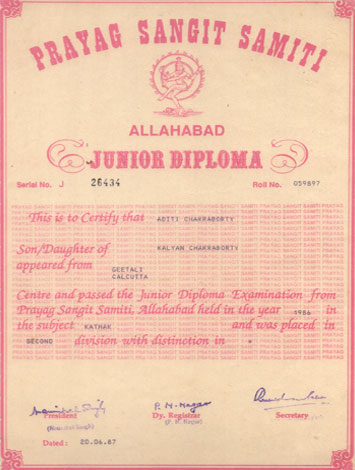 PRAYAG SANGIT SAMITI
ALLAHABAD
JUNIOR DIPLOMA
Serial No. J 26434 Roll No. 059897
This is to Certify that ADITI CHAKRABORTY
Son/Daughter of KALYAN CHAKRABORTY
appeared from GEETALI CALCUTTA
Centre and passed the Junior Diploma Examination from
Prayag Sangit Samiti, Allahabad held in the year 1986 in
the subject KATHAK and was placed in
SECOND division with distinction in
President Dy. Registrar Secretary
(P. N. Nagar)
Dated : 20.06.87